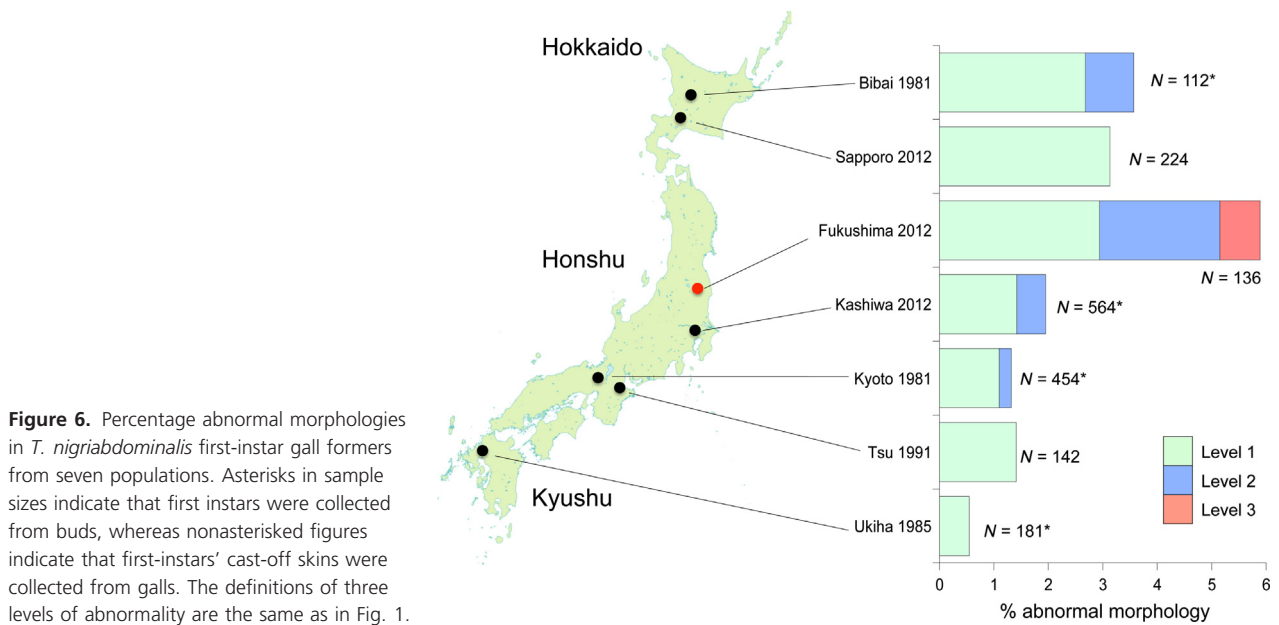 Hokkaido
Honshu
Kyushu
Bibai 1981
Sapporo 2012
Fukushima 2012
Kashiwa 2012
Kyoto 1981
Tsu 1991
Ukiha 1985
N = 112*
N = 224
N = 136
N = 564*
N = 454*
N = 142
N = 181*
Level 1
Level 2
Level 3
0 1 2 3 4 5 6
% abnormal morphology
Figure 6. Percentage abnormal morphologies
in T. nigriabdominalis first-instar gall formers
from seven populations. Asterisks in sample
sizes indicate that first instars were collected
from buds, whereas nonasterisked figures
indicate that first-instars' cast-off skins were
collected from galls. The definitions of three
levels of abnormality are the same as in Fig. 1.